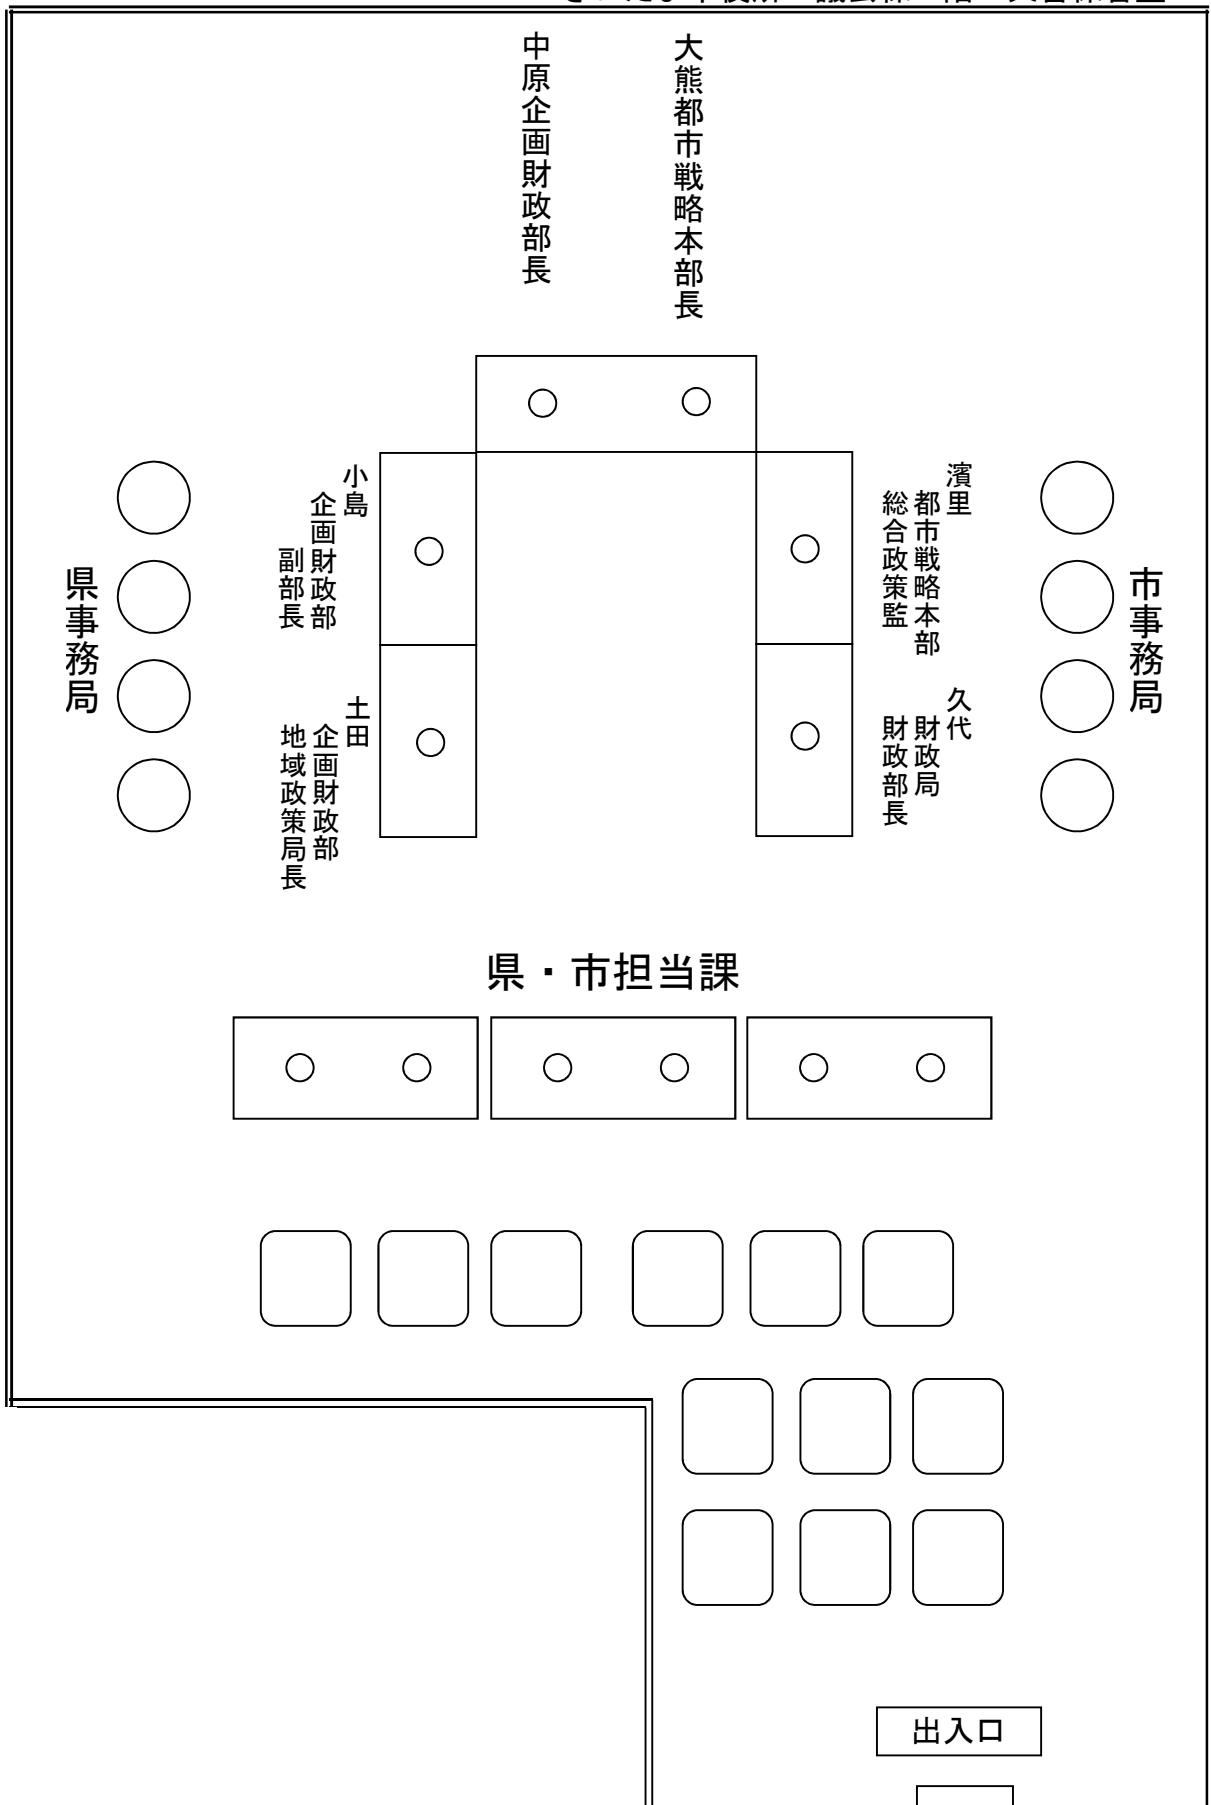 大熊都市戦略本部長
中原企画財政部長
濱里
都市戦略本部
総合政策監
小島
企画財政部
副部長
市事務局
県事務局
久代
財政局
財政部長
土田
企画財政部
地域政策局長
県・市担当課
出入口